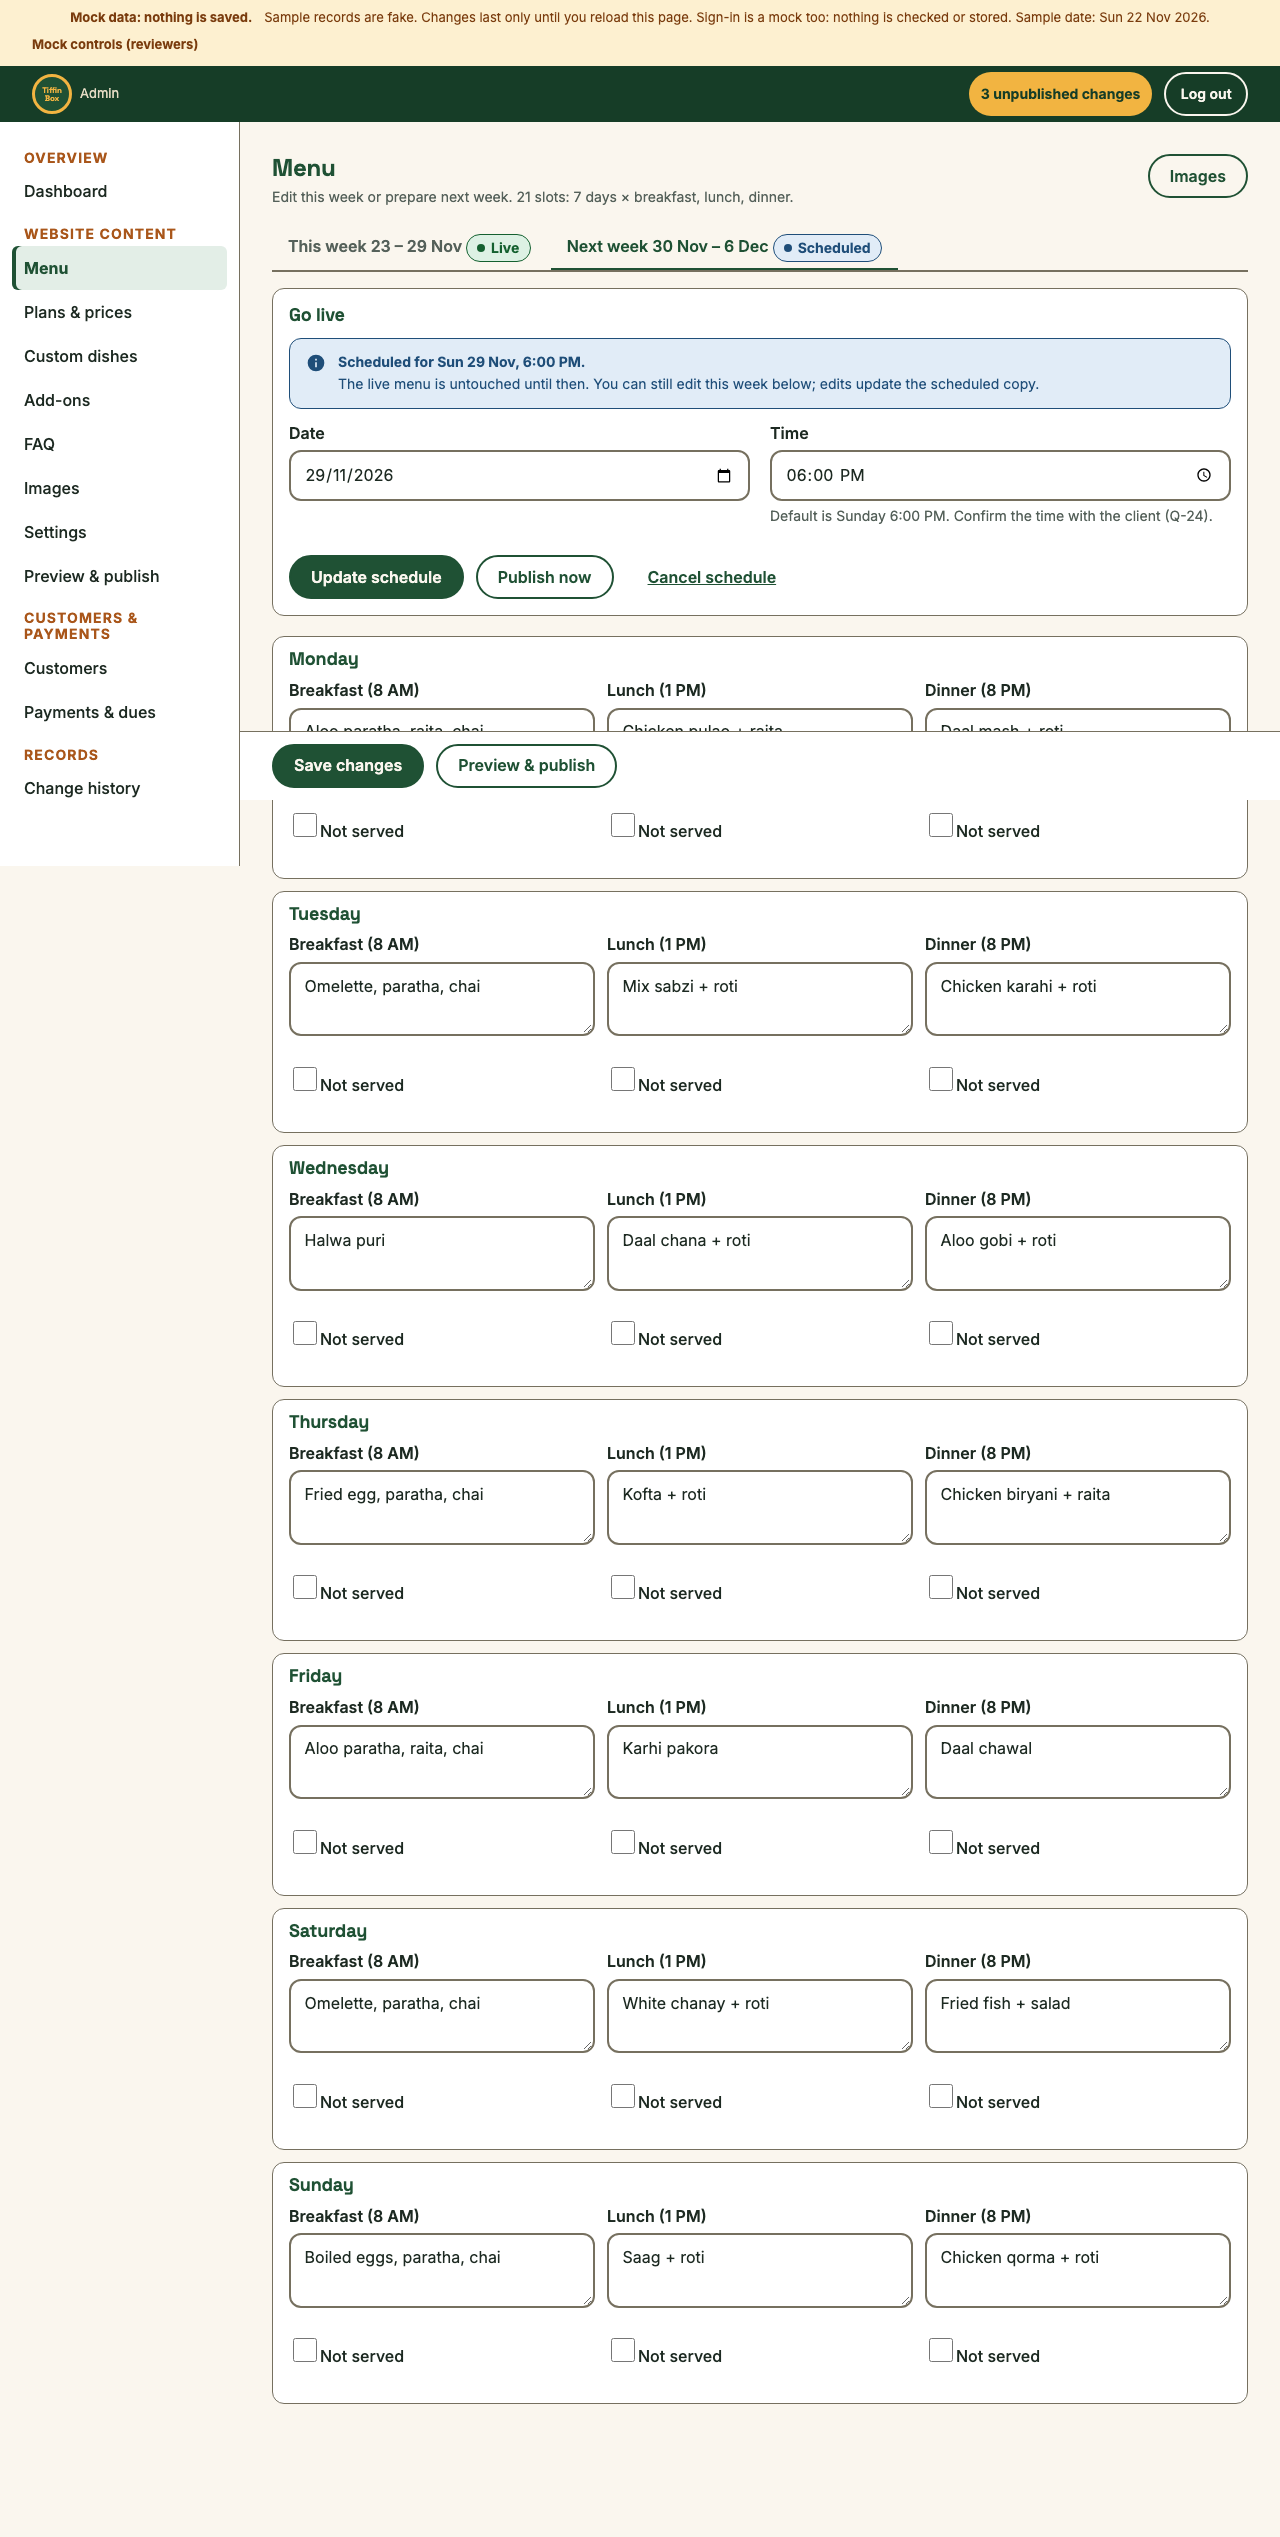 Mock data: nothing is saved. Sample records are fake. Changes last only until you reload this page. Sign-in is a mock too: nothing is checked or stored. Sample date: Sun 22 Nov 2026.
Mock controls (reviewers)
Tiffin
Box
Admin
3 unpublished changes
Log out
OVERVIEW
Dashboard
WEBSITE CONTENT
Menu
Plans & prices
Custom dishes
Add-ons
FAQ
Images
Settings
Preview & publish
CUSTOMERS &
PAYMENTS
Customers
Payments & dues
RECORDS
Change history
Menu
Edit this week or prepare next week. 21 slots: 7 days × breakfast, lunch, dinner.
Images
This week 23 – 29 Nov Live
Next week 30 Nov – 6 Dec Scheduled
Go live
Scheduled for Sun 29 Nov, 6:00 PM.
The live menu is untouched until then. You can still edit this week below; edits update the scheduled copy.
Date Time
29/11/2026 06:00 PM
Default is Sunday 6:00 PM. Confirm the time with the client (Q-24).
Update schedule Publish now Cancel schedule
Monday
Breakfast (8 AM) Lunch (1 PM) Dinner (8 PM)
Aloo paratha, raita, chai Chicken pulao + raita Daal mash + roti
Save changes Preview & publish
Not served Not served Not served
Tuesday
Breakfast (8 AM) Lunch (1 PM) Dinner (8 PM)
Omelette, paratha, chai Mix sabzi + roti Chicken karahi + roti
Not served Not served Not served
Wednesday
Breakfast (8 AM) Lunch (1 PM) Dinner (8 PM)
Halwa puri Daal chana + roti Aloo gobi + roti
Not served Not served Not served
Thursday
Breakfast (8 AM) Lunch (1 PM) Dinner (8 PM)
Fried egg, paratha, chai Kofta + roti Chicken biryani + raita
Not served Not served Not served
Friday
Breakfast (8 AM) Lunch (1 PM) Dinner (8 PM)
Aloo paratha, raita, chai Karhi pakora Daal chawal
Not served Not served Not served
Saturday
Breakfast (8 AM) Lunch (1 PM) Dinner (8 PM)
Omelette, paratha, chai White chanay + roti Fried fish + salad
Not served Not served Not served
Sunday
Breakfast (8 AM) Lunch (1 PM) Dinner (8 PM)
Boiled eggs, paratha, chai Saag + roti Chicken qorma + roti
Not served Not served Not served